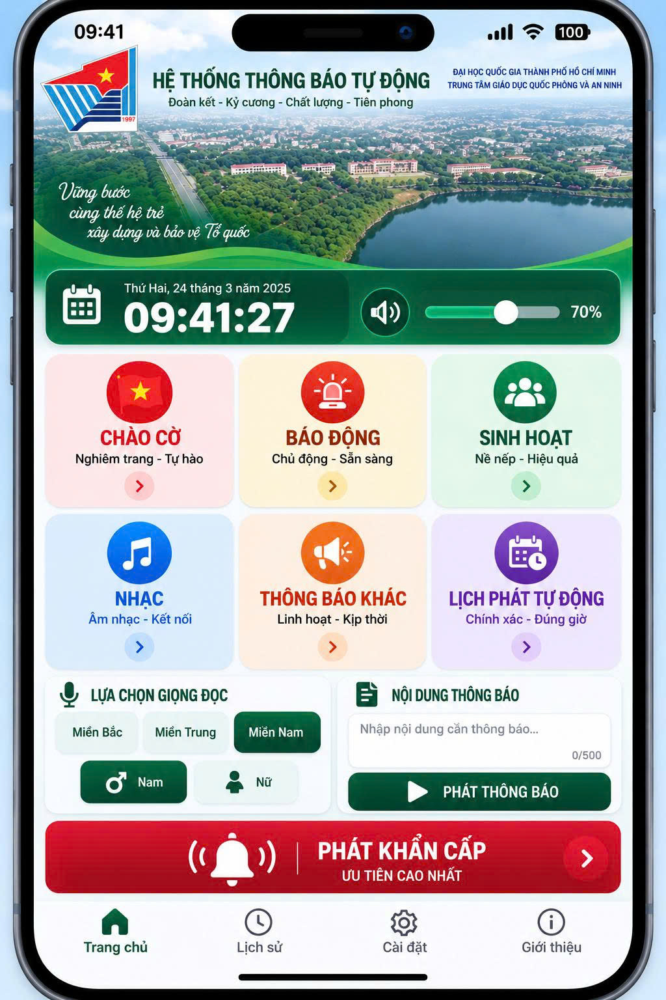 09:41
100
1997
HỆ THỐNG THÔNG BÁO TỰ ĐỘNG
Đoàn kết - Kỷ cương - Chất lượng - Tiên phong
ĐẠI HỌC QUỐC GIA THÀNH PHỐ HỒ CHÍ MINH
TRUNG TÂM GIÁO DỤC QUỐC PHÒNG VÀ AN NINH
Vững bước
cùng thế hệ trẻ
xây dựng và bảo vệ Tổ quốc
Thứ Hai, 24 tháng 3 năm 2025
09:41:27
70%
CHÀO CỜ
Nghiêm trang - Tự hào
BÁO ĐỘNG
Chủ động - Sẵn sàng
SINH HOẠT
Nề nếp - Hiệu quả
NHẠC
Âm nhạc - Kết nối
THÔNG BÁO KHÁC
Linh hoạt - Kịp thời
LỊCH PHÁT TỰ ĐỘNG
Chính xác - Đúng giờ
LỰA CHỌN GIỌNG ĐỌC
Miền Bắc
Miền Trung
Miền Nam
Nam
Nữ
NỘI DUNG THÔNG BÁO
Nhập nội dung cần thông báo...
0/500
PHÁT THÔNG BÁO
PHÁT KHẨN CẤP
ƯU TIÊN CAO NHẤT
Trang chủ
Lịch sử
Cài đặt
Giới thiệu